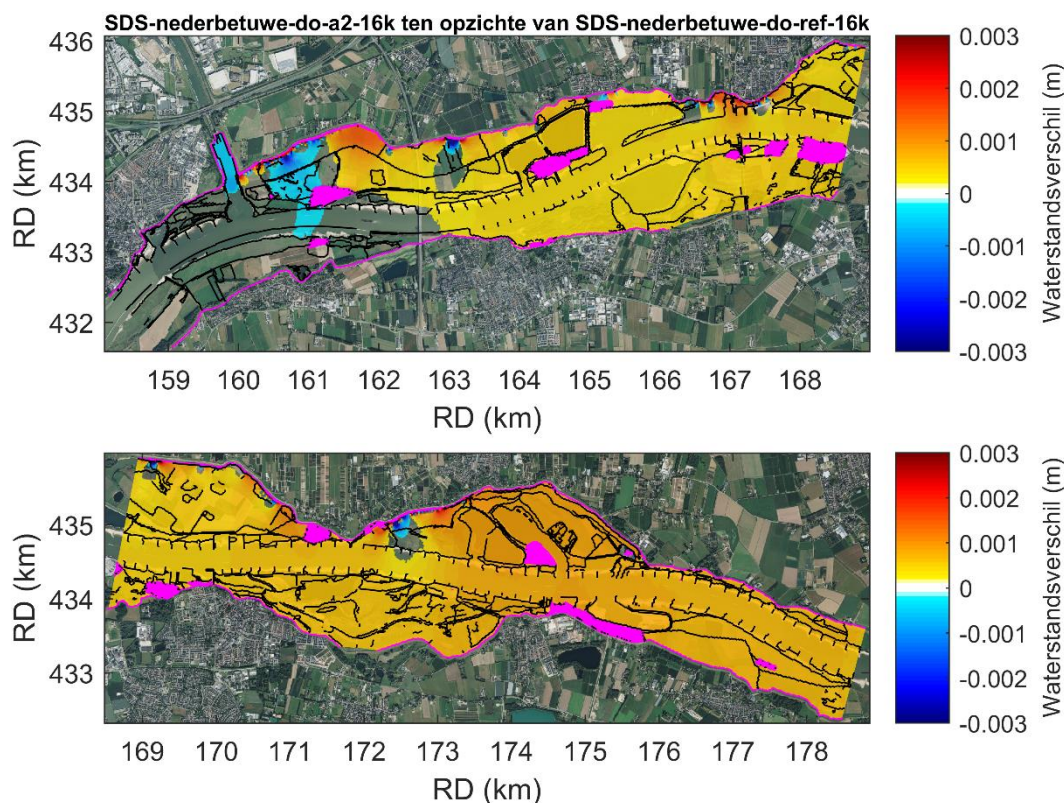 SDS-nederbetuwe-do-a2-16k ten opzichte van SDS-nederbetuwe-do-ref-16k
436
435
434
433
432
RD (km)
159 160 161 162 163 164 165 166 167 168
RD (km)
0.003
0.002
0.001
0
-0.001
-0.002
-0.003
Waterstandsverschil (m)
435
434
433
RD (km)
169 170 171 172 173 174 175 176 177 178
RD (km)
0.003
0.002
0.001
0
-0.001
-0.002
-0.003
Waterstandsverschil (m)